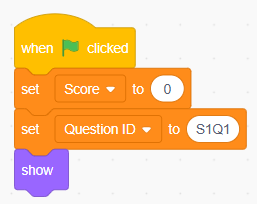 when clicked
set Score to 0
set Question ID to S1Q1
show